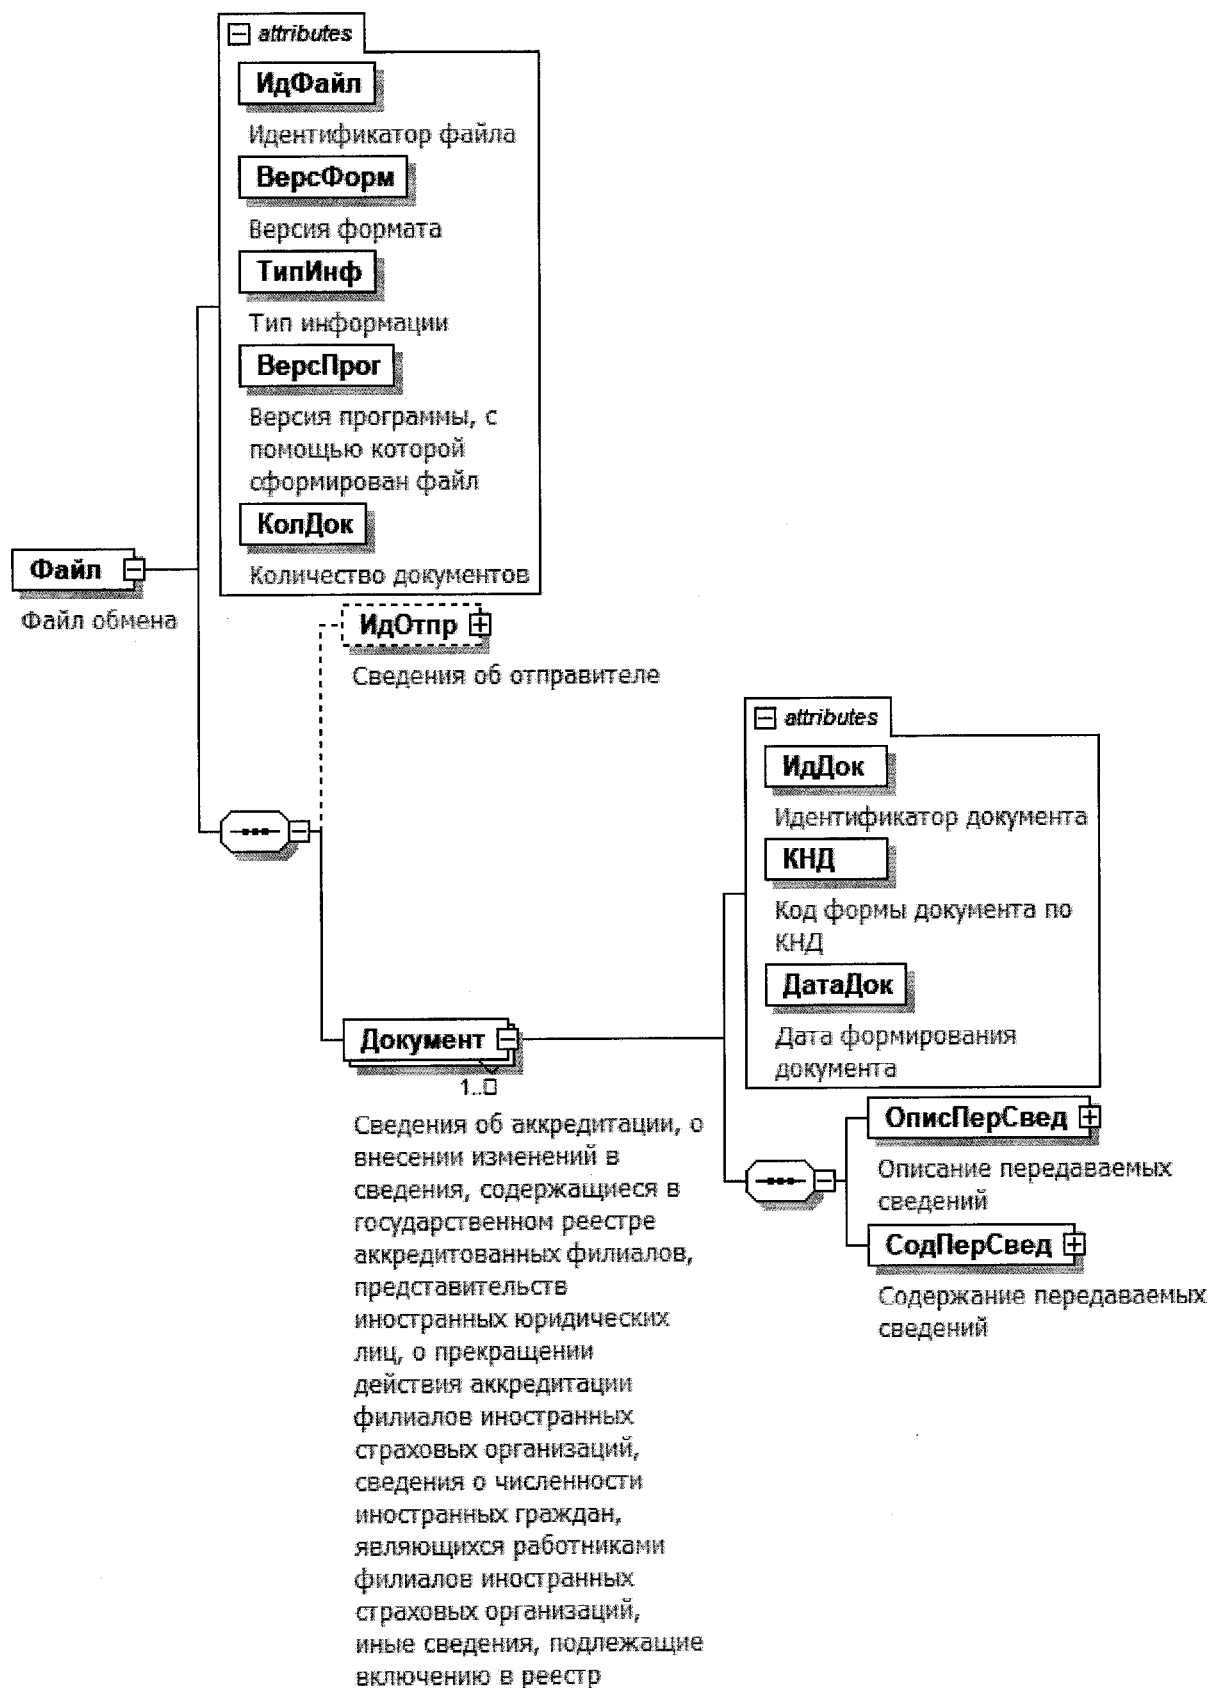 attributes
ИдФайл
Идентификатор файла
ВерсФорм
Версия формата
ТипИнф
Тип информации
ВерсПрог
Версия программы, с
помощью которой
сформирован файл
КолДок
Количество документов
Файл
Файл обмена
ИдОтпр
Сведения об отправителе
attributes
ИдДок
Идентификатор документа
КНД
Код формы документа по
КНД
ДатаДок
Дата формирования
документа
Документ
1..□
Сведения об аккредитации, о
внесении изменений в
сведения, содержащиеся в
государственном реестре
аккредитованных филиалов,
представительств
иностранных юридических
лиц, о прекращении
действия аккредитации
филиалов иностранных
страховых организаций,
сведения о численности
иностранных граждан,
являющихся работниками
филиалов иностранных
страховых организаций,
иные сведения, подлежащие
включению в реестр
ОписПерСвед
Описание передаваемых
сведений
СодПерСвед
Содержание передаваемых
сведений